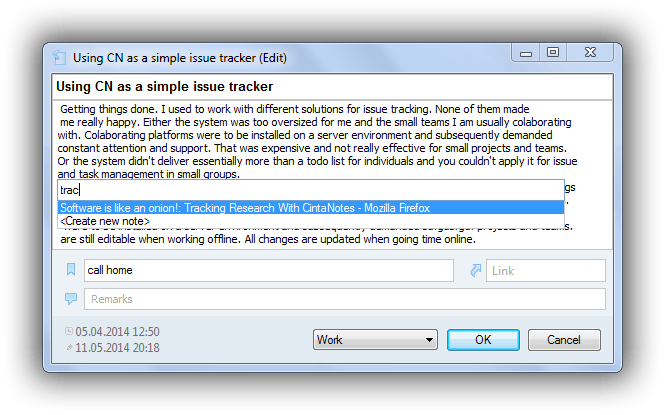 Using CN as a simple issue tracker (Edit)
Using CN as a simple issue tracker
Getting things done. I used to work with different solutions for issue tracking. None of them made
me really happy. Either the system was too oversized for me and the small teams I am usually colaborating
with. Colaborating platforms were to be installed on a server environment and subsequently demanded
constant attention and support. That was expensive and not really effective for small projects and teams.
Or the system didn't deliver essentially more than a todo list for individuals and you couldn't apply it for issue
and task management in small groups.
ngs
trac
Software is like an onion!: Tracking Research With CintaNotes - Mozilla Firefox
<Create new note>
are still editable when working offline. All changes are updated when going time online.
call home
Link
Remarks
05.04.2014 12:50
11.05.2014 20:18
Work
OK
Cancel